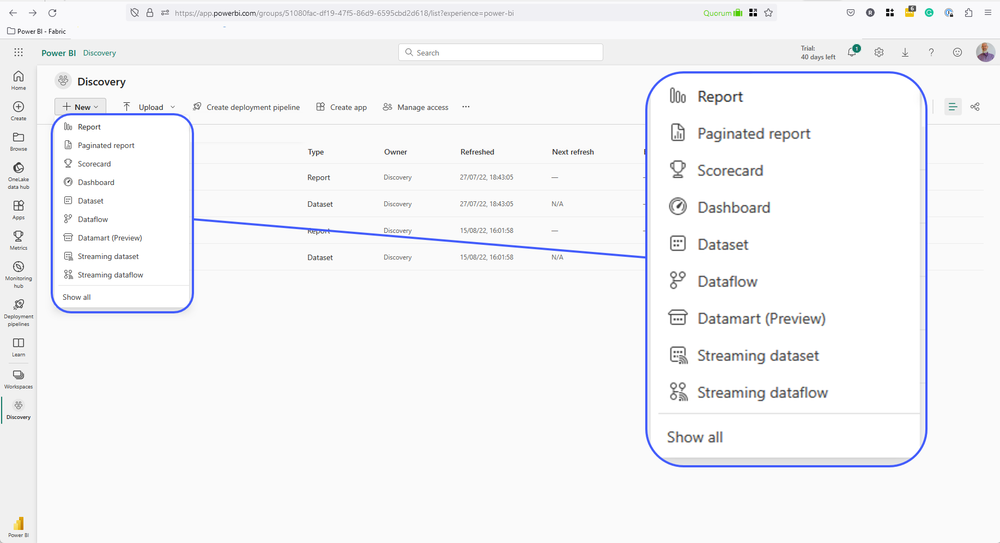 https://app.powerbi.com/groups/51080fac-df19-47f5-86d9-6595cbd2d618/list?experience=power-bi
Quorum
6
R
Power BI - Fabric
Power BI Discovery
Search
Trial:
40 days left
1
Home
Create
Browse
OneLake
data hub
Apps
Metrics
Monitoring
hub
Deployment
pipelines
Learn
Workspaces
Discovery
Power BI
Discovery
New
Upload
Create deployment pipeline
Create app
Manage access
Report
Paginated report
Scorecard
Dashboard
Dataset
Dataflow
Datamart (Preview)
Streaming dataset
Streaming dataflow
Show all
Type Owner Refreshed Next refresh
Report Discovery 27/07/22, 18:43:05 —
Dataset Discovery 27/07/22, 18:43:05 N/A
Report Discovery 15/08/22, 16:01:58 —
Dataset Discovery 15/08/22, 16:01:58 N/A
Report
Paginated report
Scorecard
Dashboard
Dataset
Dataflow
Datamart (Preview)
Streaming dataset
Streaming dataflow
Show all